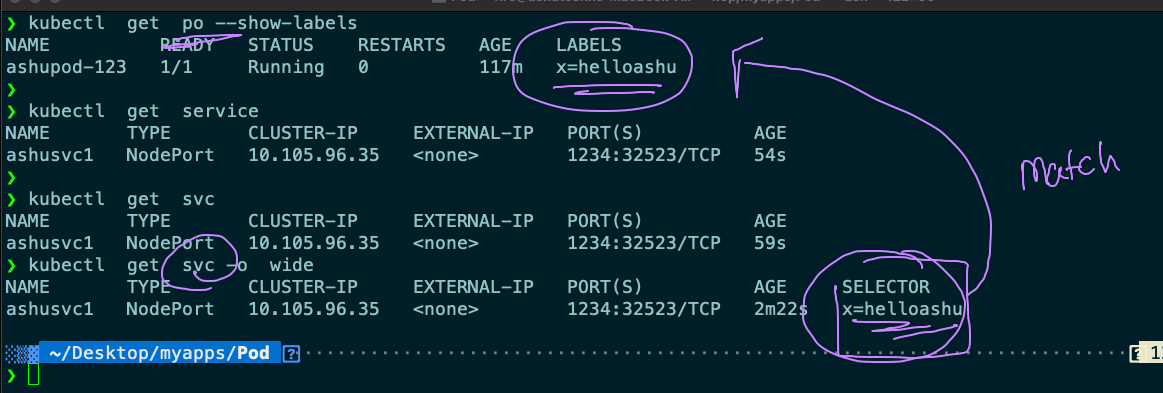 ❯ kubectl get po --show-labels
NAME READY STATUS RESTARTS AGE LABELS
ashupod-123 1/1 Running 0 117m x=helloashu
❯
❯ kubectl get service
NAME TYPE CLUSTER-IP EXTERNAL-IP PORT(S) AGE
ashusvc1 NodePort 10.105.96.35 <none> 1234:32523/TCP 54s
❯
match
❯ kubectl get svc
NAME TYPE CLUSTER-IP EXTERNAL-IP PORT(S) AGE
ashusvc1 NodePort 10.105.96.35 <none> 1234:32523/TCP 59s
❯ kubectl get svc -o wide
NAME TYPE CLUSTER-IP EXTERNAL-IP PORT(S) AGE SELECTOR
ashusvc1 NodePort 10.105.96.35 <none> 1234:32523/TCP 2m22s x=helloashu
~/Desktop/myapps/Pod
❯